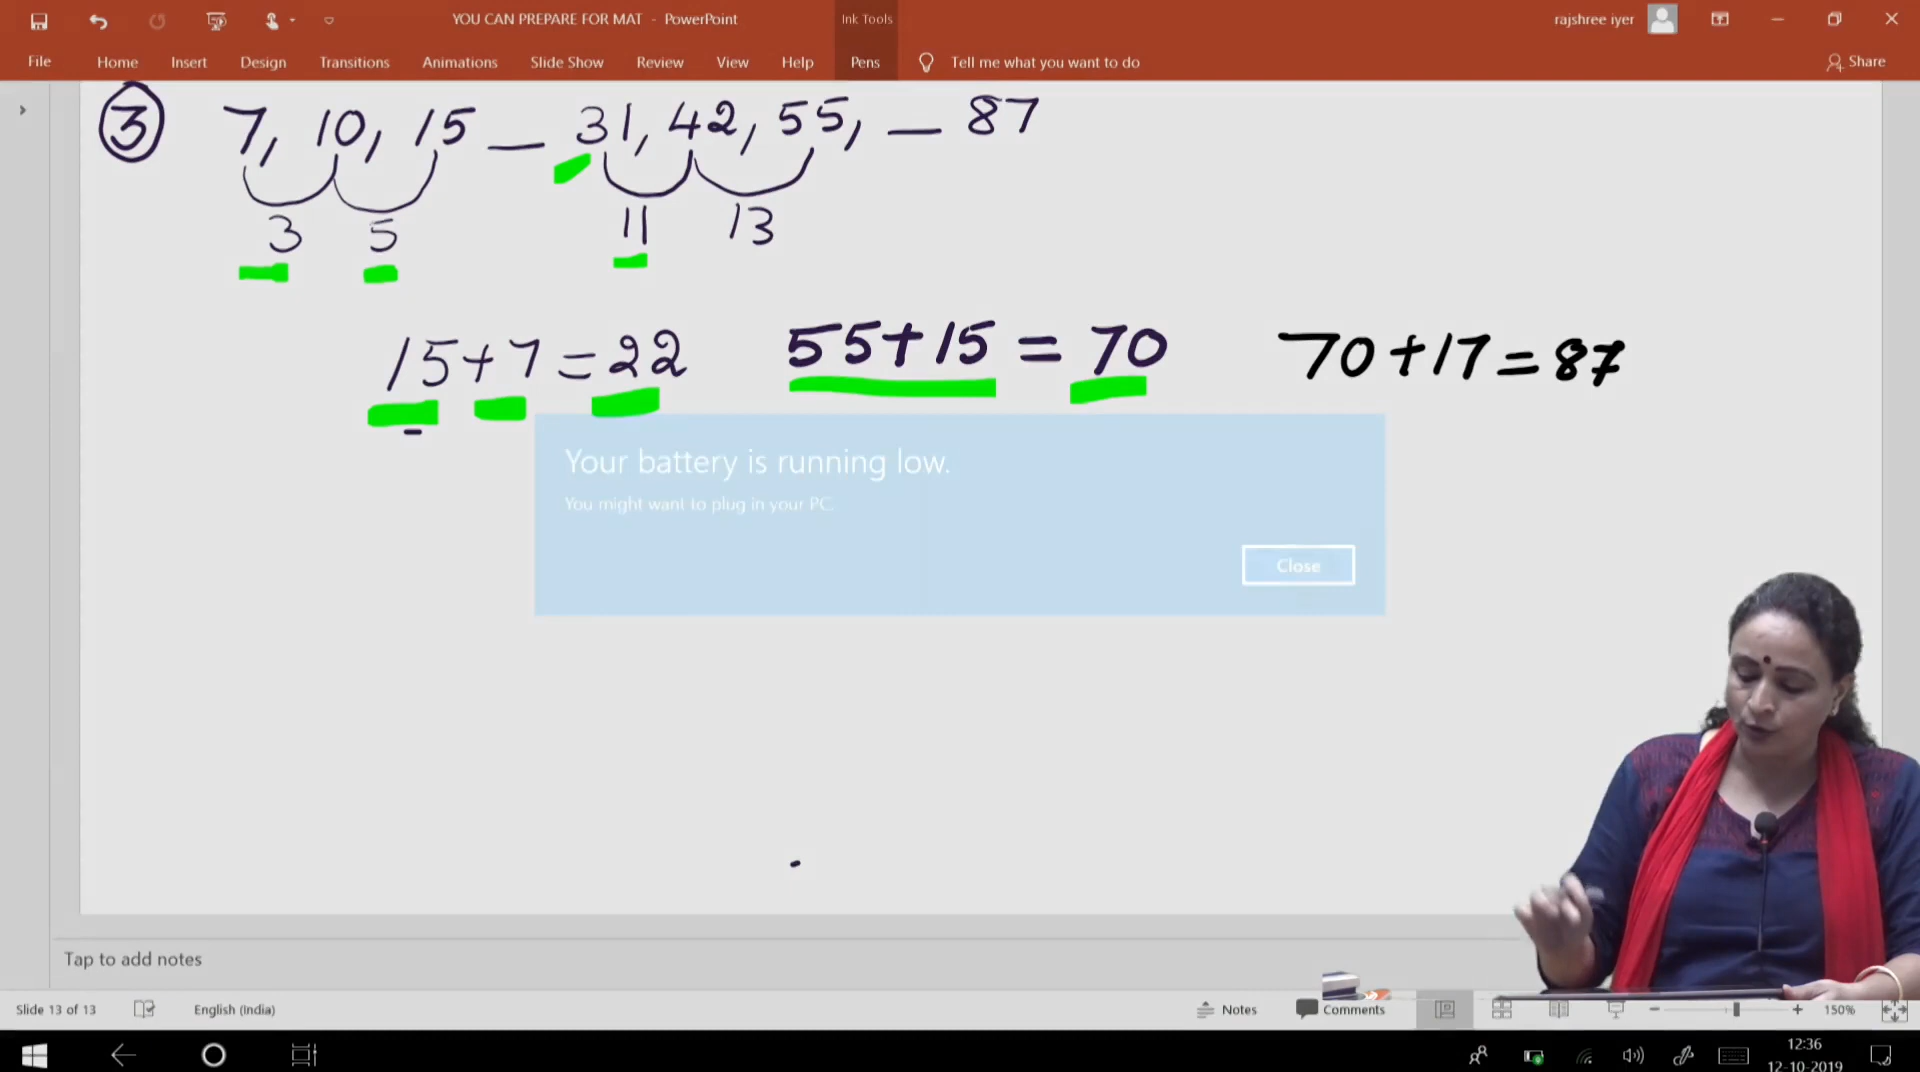 YOU CAN PREPARE FOR MAT - PowerPoint
Ink Tools
rajshree iyer
File Home Insert Design Transitions Animations Slide Show Review View Help Pens Tell me what you want to do Share
3 7, 10, 15 __ 31, 42, 55, __ 87
3 5 11 13
15+7=22 55+15=70 70+17=87
Your battery is running low.
You might want to plug in your PC.
Close
Tap to add notes
Slide 13 of 13 English (India) Notes Comments 150%
12:36
12-10-2019